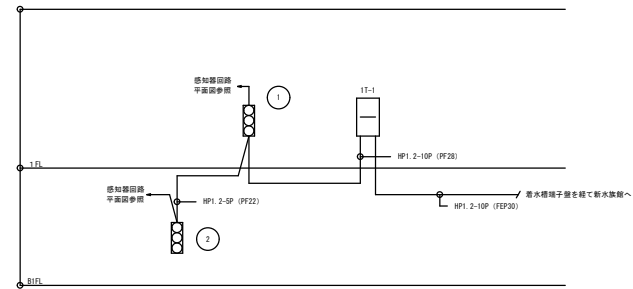 感知器回路
平面図参照
1
1T-1
HP1.2-10P (PF28)
1FL
感知器回路
平面図参照
HP1.2-5P (PF22)
着水槽端子盤を経て新水族館へ
HP1.2-10P (FEP30)
2
B1FL